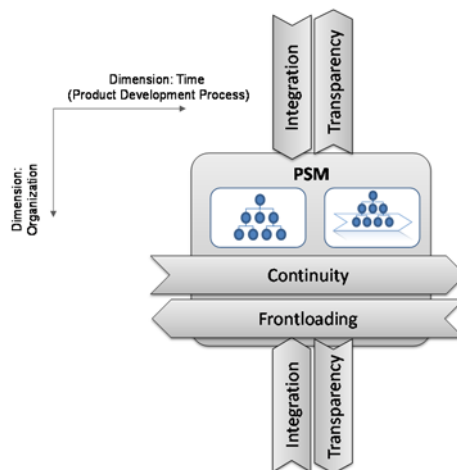 Dimension: Time
(Product Development Process)
Dimension:
Organization
Integration
Transparency
PSM
Continuity
Frontloading
Integration
Transparency